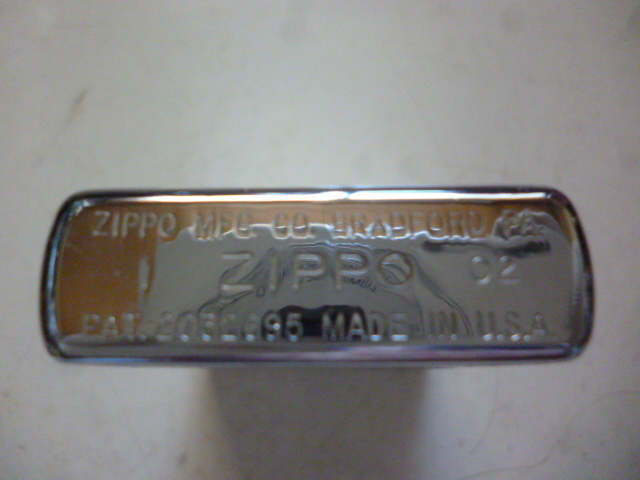 ZIPPO MFG. CO. BRADFORD PA.
ZIPPO 02
PAT. 2032695 MADE IN U.S.A.